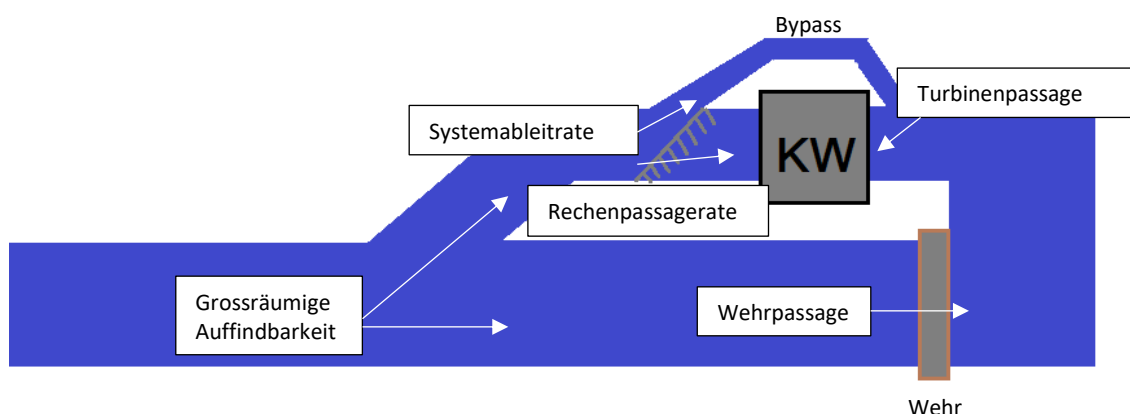 Bypass
Turbinenpassage
Systemableitrate
KW
Rechenpassagerate
Grossräumige
Auffindbarkeit
Wehrpassage
Wehr